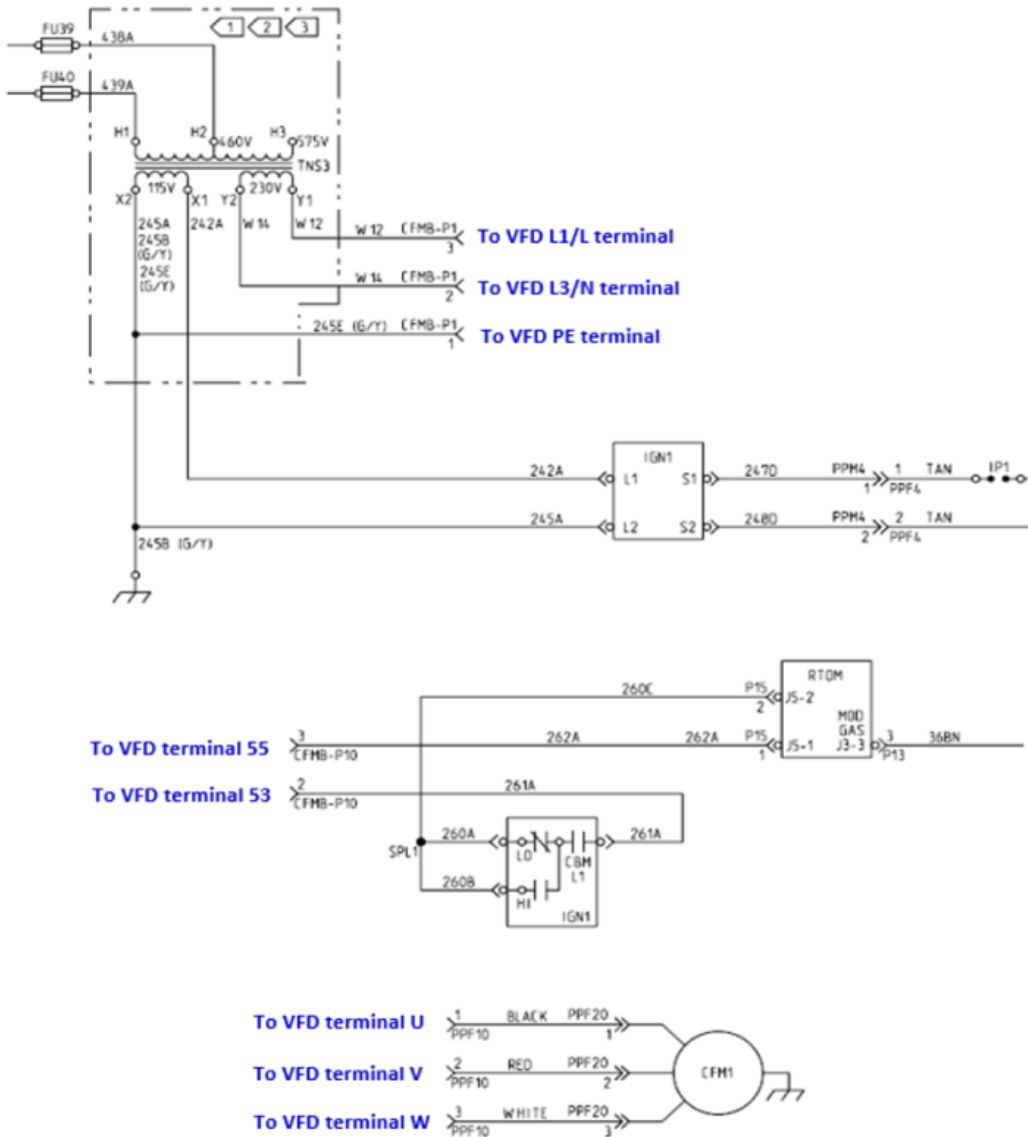 FU39
438A
1 2 3
FU40
439A
H1
H2
460V
H3
575V
TNS3
115V
230V
X2
X1
Y2
Y1
245A
242A
W14
W12
245B
(G/Y)
245E
(G/Y)
W12 CFMB-P1
3
To VFD L1/L terminal
W14 CFMB-P1
2
To VFD L3/N terminal
245E (G/Y) CFMB-P1
1
To VFD PE terminal
IGN1
242A
L1
S1
247D
PPM4
1
1
PPF4
TAN
IP1
245A
L2
S2
248D
PPM4
2
2
PPF4
TAN
245B (G/Y)
RTOM
260C
P15
2
J5-2
MOD
GAS
To VFD terminal 55
3
CFMB-P10
262A
262A
P15
1
J5-1
J3-3
3
P13
36BN
To VFD terminal 53
2
CFMB-P10
261A
SPL1
260A
LO
CBM
L1
261A
260B
HI
IGN1
To VFD terminal U
1
PPF10
BLACK
PPF20
1
To VFD terminal V
2
PPF10
RED
PPF20
2
CFM1
To VFD terminal W
3
PPF10
WHITE
PPF20
3